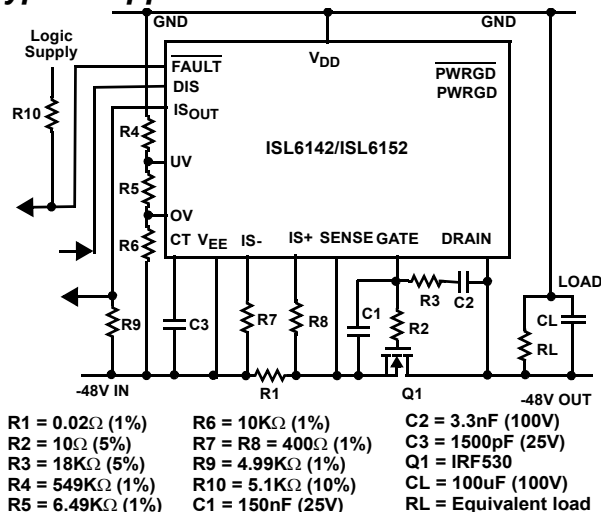 GND
GND
Logic
Supply
FAULT
DIS
ISOUT
VDD
PWRGD
PWRGD
R10
R4
ISL6142/ISL6152
UV
R5
OV
R6
CT VEE IS- IS+ SENSE GATE DRAIN
R3
C2
LOAD
R9
C3
R7
R8
C1
R2
CL
RL
-48V IN
R1
Q1
-48V OUT
R1 = 0.02Ω (1%)
R2 = 10Ω (5%)
R3 = 18KΩ (5%)
R4 = 549KΩ (1%)
R5 = 6.49KΩ (1%)
R6 = 10KΩ (1%)
R7 = R8 = 400Ω (1%)
R9 = 4.99KΩ (1%)
R10 = 5.1KΩ (10%)
C1 = 150nF (25V)
C2 = 3.3nF (100V)
C3 = 1500pF (25V)
Q1 = IRF530
CL = 100uF (100V)
RL = Equivalent load